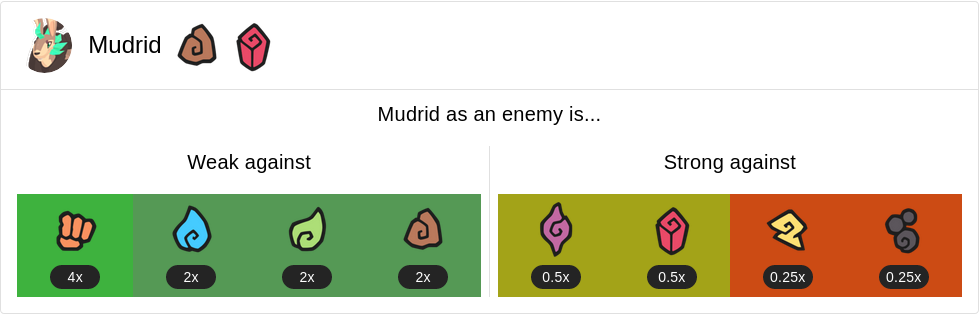 Mudrid
Mudrid as an enemy is...
Weak against
4x
2x
2x
2x
Strong against
0.5x
0.5x
0.25x
0.25x